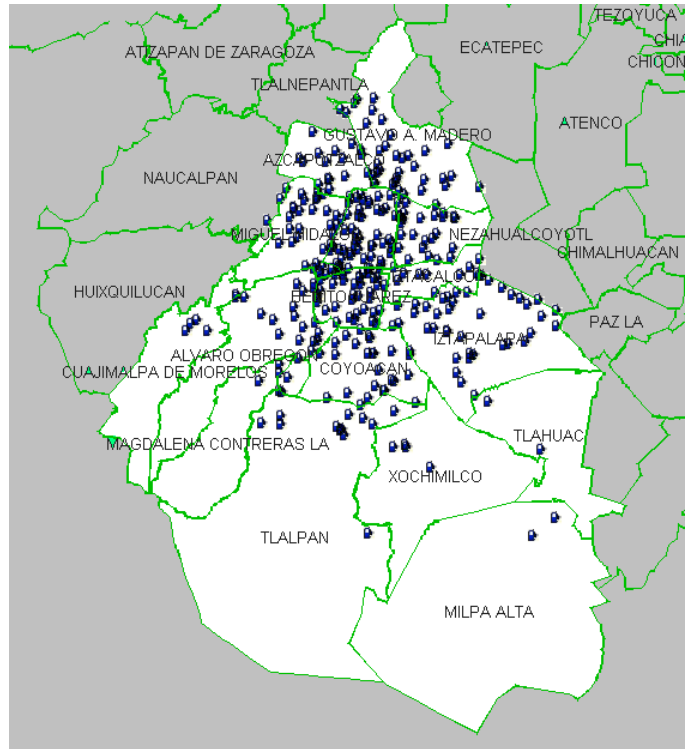 TEZOYUCA
CHIA
CHICON
ECATEPEC
ATIZAPAN DE ZARAGOZA
TLALNEPANTLA
ATENCO
GUSTAVO A. MADERO
AZCAPOTZALCO
NAUCALPAN
MIGUEL HIDALGO
NEZAHUALCOYOTL
CHIMALHUACAN
IZTACALCO
HUIXQUILUCAN
BENITO JUAREZ
PAZ LA
IZTAPALAPA
ALVARO OBREGON
COYOACAN
CUAJIMALPA DE MORELOS
TLAHUAC
MAGDALENA CONTRERAS LA
XOCHIMILCO
TLALPAN
MILPA ALTA